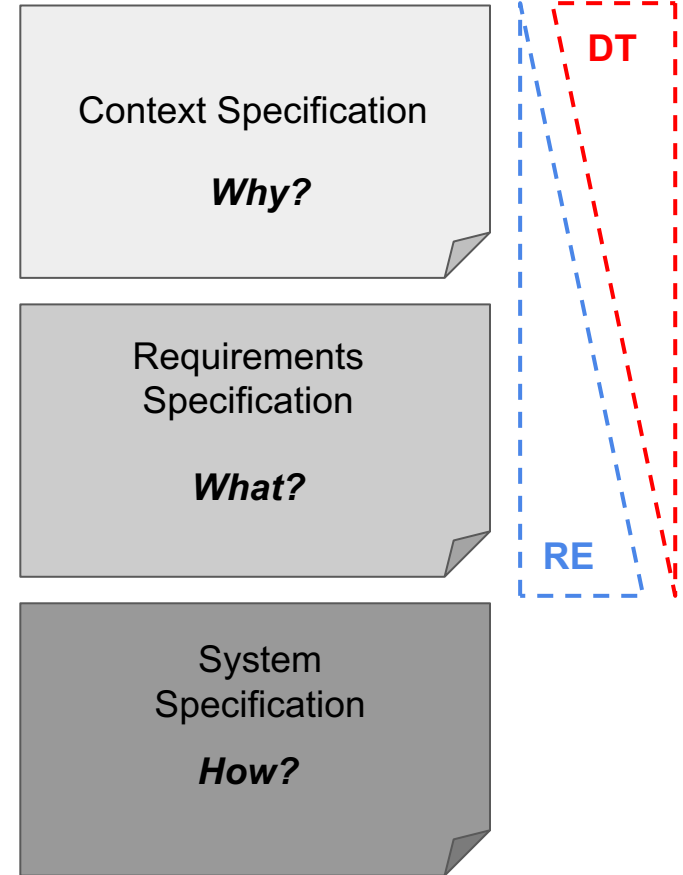 Context Specification
Why?
DT
Requirements
Specification
What?
RE
System
Specification
How?